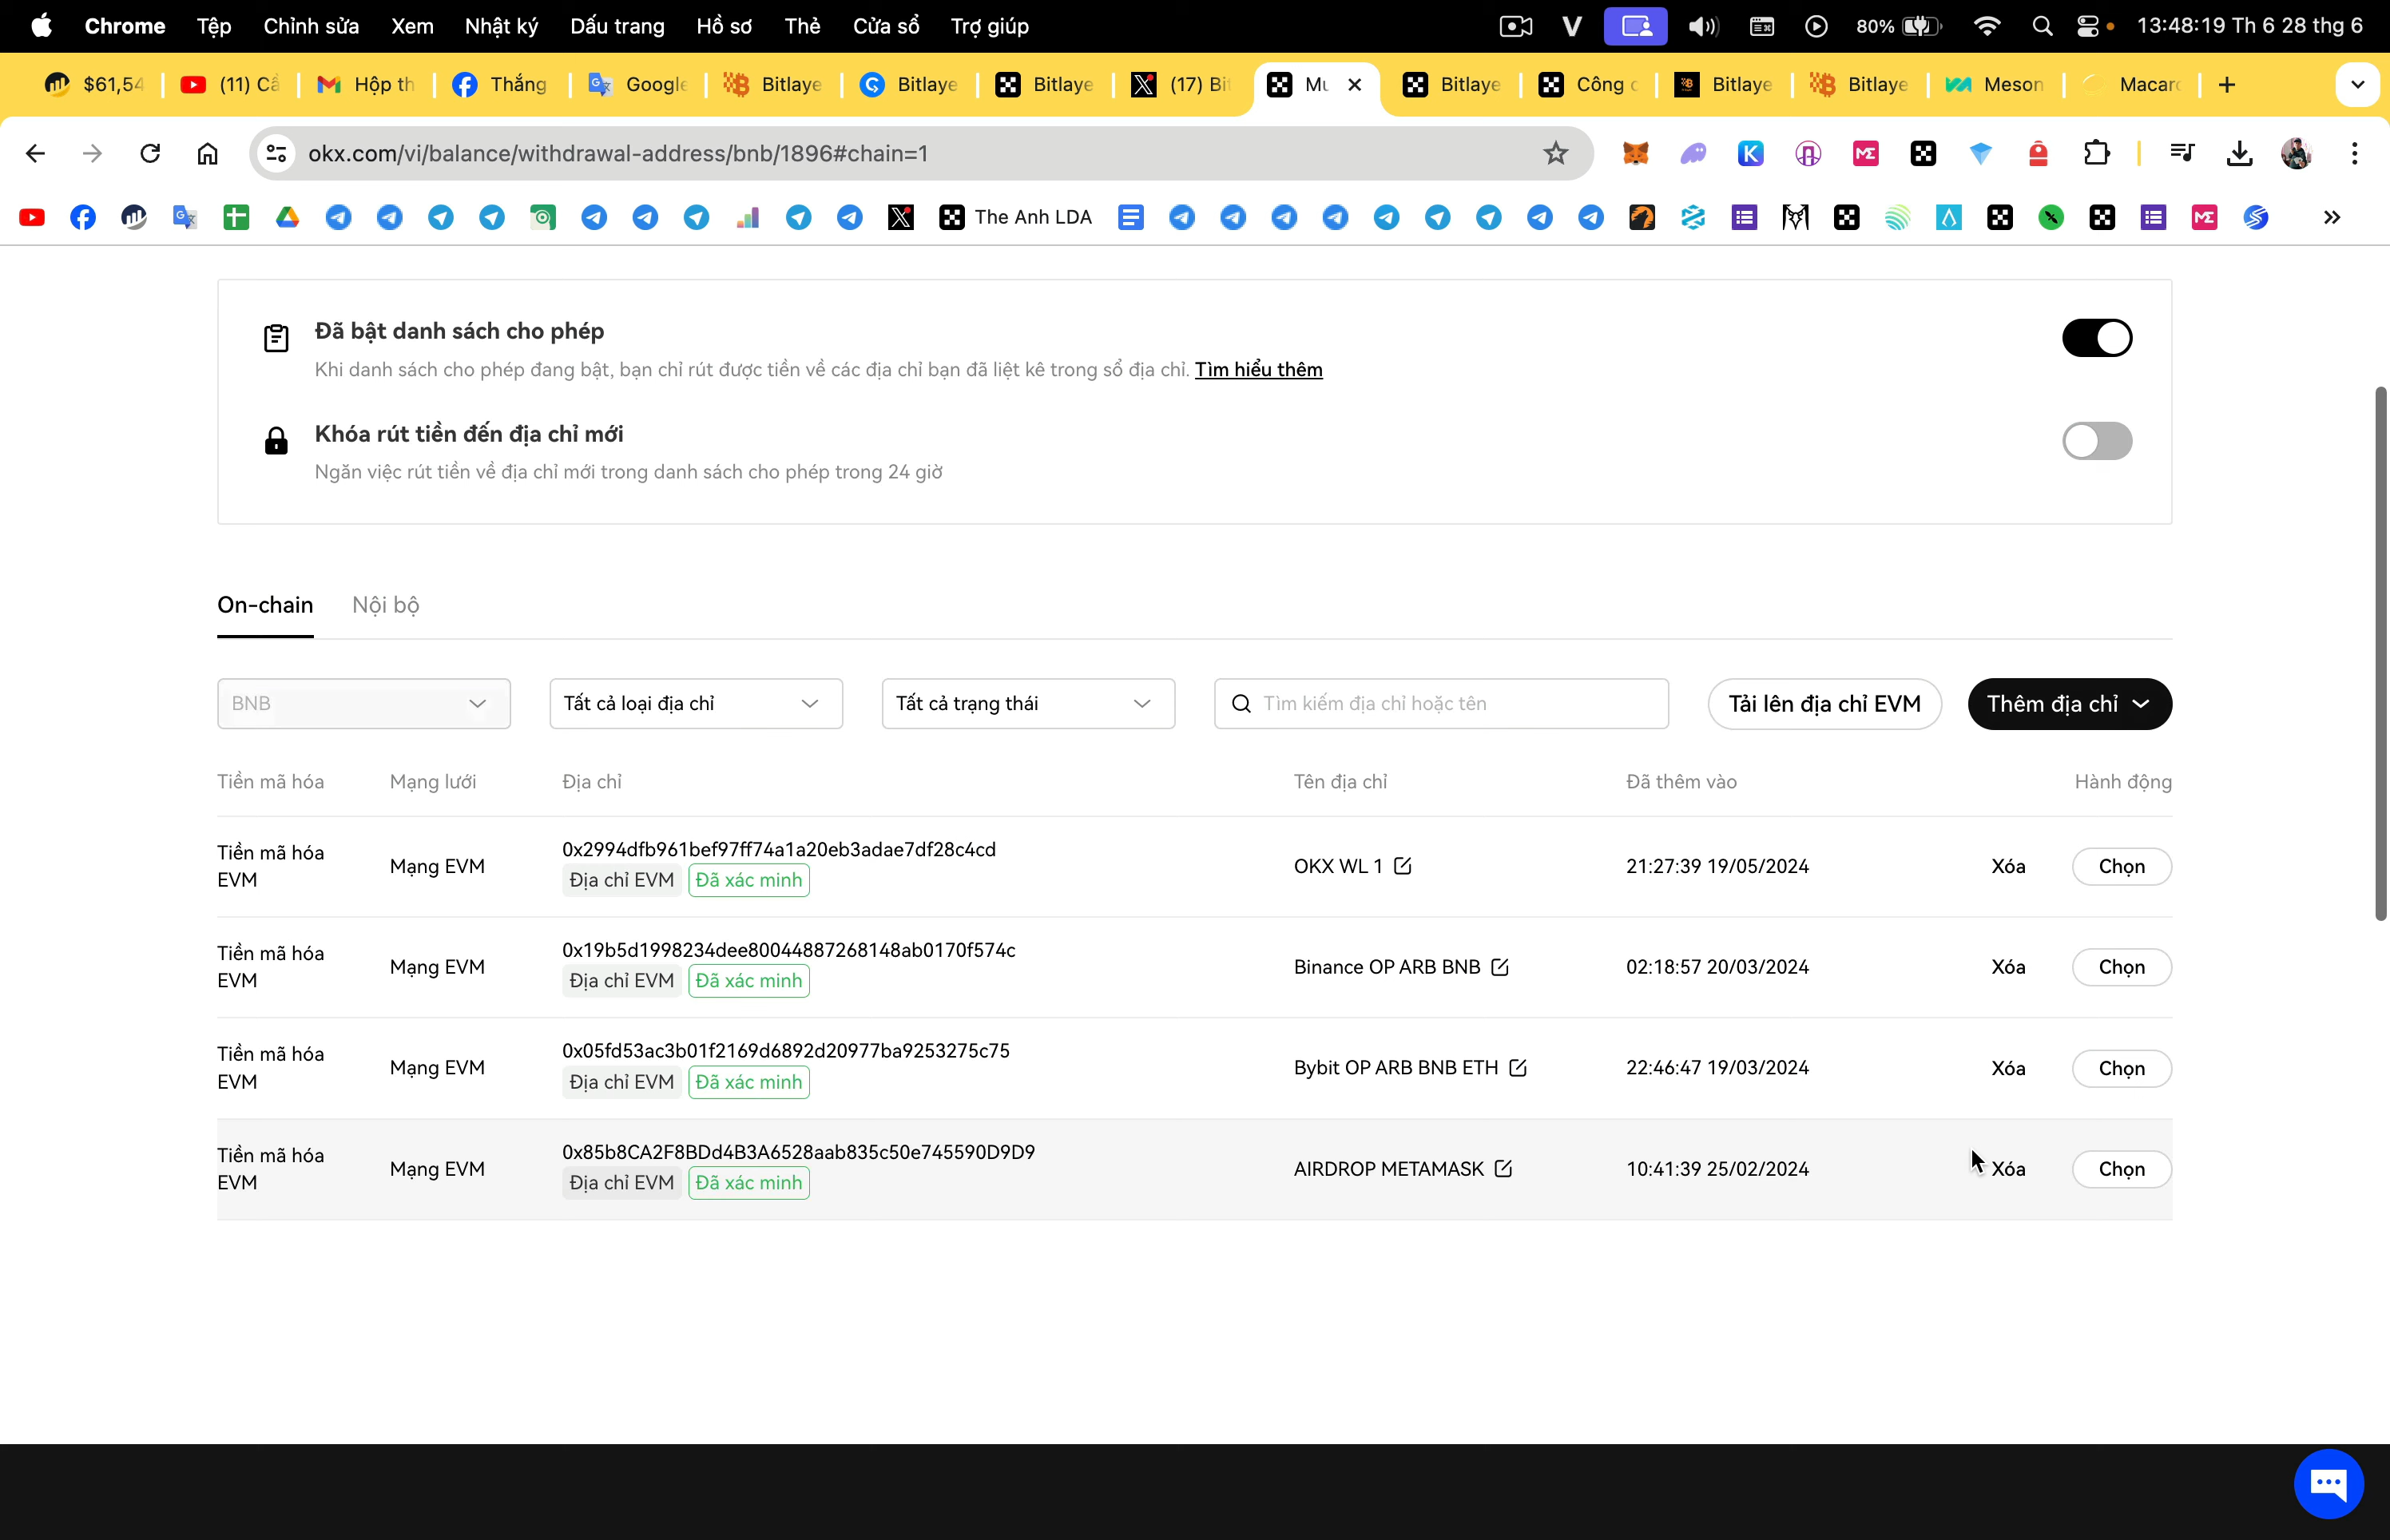 Chrome Tệp Chỉnh sửa Xem Nhật ký Dấu trang Hồ sơ Thẻ Cửa sổ Trợ giúp 80% 13:48:19 Th 6 28 thg 6
$61,54 (11) Cá Hộp th Thắng Google Bitlaye Bitlaye Bitlaye (17) Bit Mu Bitlaye Công c Bitlaye Bitlaye Meson Macaro
okx.com/vi/balance/withdrawal-address/bnb/1896#chain=1
The Anh LDA
Đã bật danh sách cho phép
Khi danh sách cho phép đang bật, bạn chỉ rút được tiền về các địa chỉ bạn đã liệt kê trong sổ địa chỉ. Tìm hiểu thêm
Khóa rút tiền đến địa chỉ mới
Ngăn việc rút tiền về địa chỉ mới trong danh sách cho phép trong 24 giờ
On-chain Nội bộ
BNB Tất cả loại địa chỉ Tất cả trạng thái Tìm kiếm địa chỉ hoặc tên Tải lên địa chỉ EVM Thêm địa chỉ
Tiền mã hóa Mạng lưới Địa chỉ Tên địa chỉ Đã thêm vào Hành động
Tiền mã hóa EVM Mạng EVM 0x2994dfb961bef97ff74a1a20eb3adae7df28c4cd OKX WL 1 21:27:39 19/05/2024 Xóa Chọn
Địa chỉ EVM Đã xác minh
Tiền mã hóa EVM Mạng EVM 0x19b5d1998234dee80044887268148ab0170f574c Binance OP ARB BNB 02:18:57 20/03/2024 Xóa Chọn
Địa chỉ EVM Đã xác minh
Tiền mã hóa EVM Mạng EVM 0x05fd53ac3b01f2169d6892d20977ba9253275c75 Bybit OP ARB BNB ETH 22:46:47 19/03/2024 Xóa Chọn
Địa chỉ EVM Đã xác minh
Tiền mã hóa EVM Mạng EVM 0x85b8CA2F8BDd4B3A6528aab835c50e745590D9D9 AIRDROP METAMASK 10:41:39 25/02/2024 Xóa Chọn
Địa chỉ EVM Đã xác minh